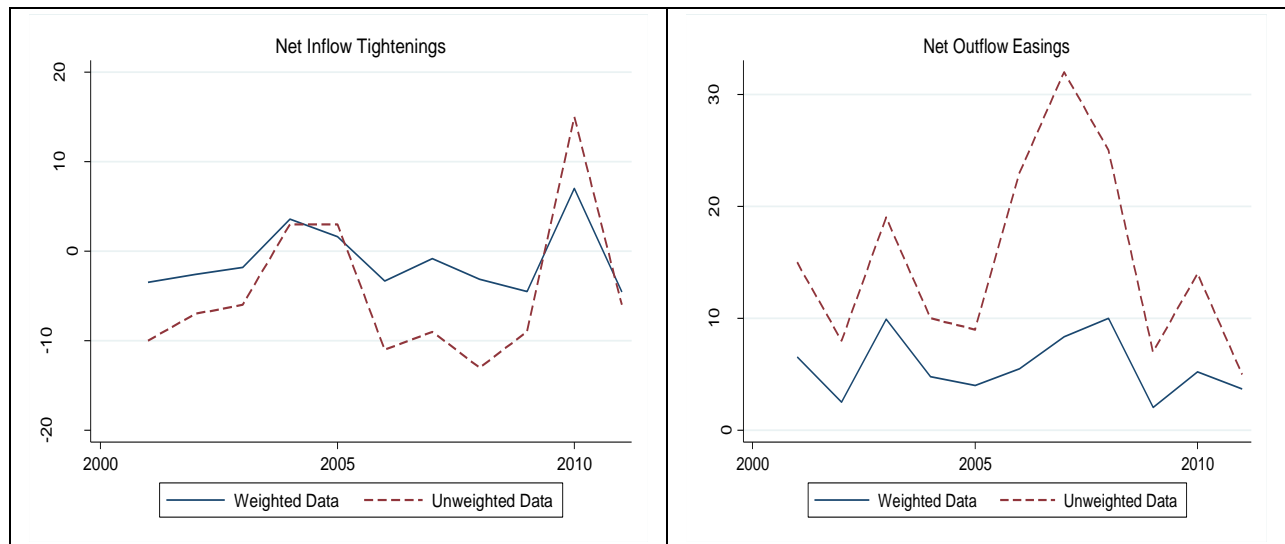 Net Inflow Tightenings
20
10
0
-10
-20
2000 2005 2010
Weighted Data Unweighted Data
Net Outflow Easings
30
20
10
0
2000 2005 2010
Weighted Data Unweighted Data